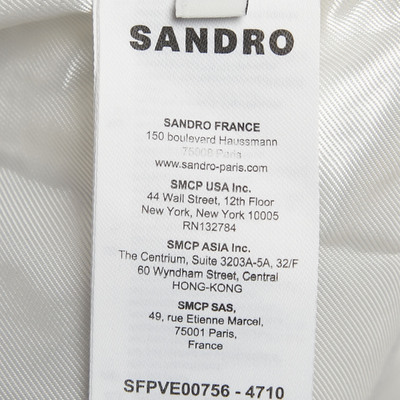 SANDRO
SANDRO FRANCE
150 boulevard Haussmann
75008 Paris
www.sandro-paris.com
SMCP USA Inc.
44 Wall Street, 12th Floor
New York, New York 10005
RN132784
SMCP ASIA Inc.
The Centrium, Suite 3203A-5A, 32/F
60 Wyndham Street, Central
HONG-KONG
SMCP SAS,
49, rue Etienne Marcel,
75001 Paris,
France
SFPVE00756 - 4710